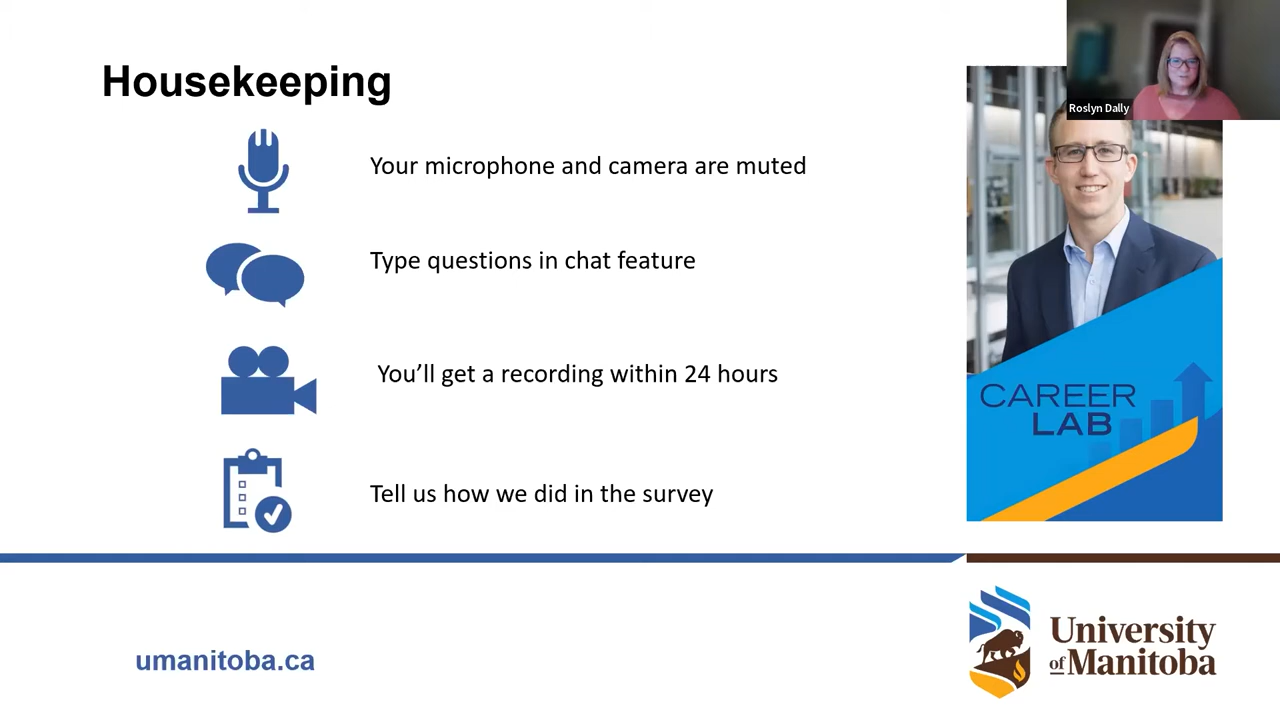 Housekeeping
Roslyn Dally
Your microphone and camera are muted
Type questions in chat feature
You’ll get a recording within 24 hours
Tell us how we did in the survey
CAREER
LAB
umanitoba.ca
University
of Manitoba